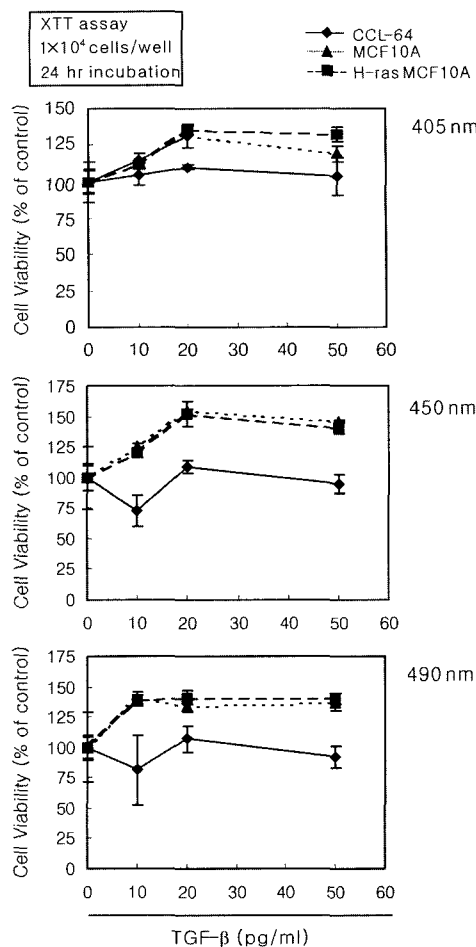 XTT assay
1×10⁴ cells/well
24 hr incubation
CCL-64
MCF10A
H-ras MCF10A
405 nm
Cell Viability (% of control)
150
125
100
75
50
25
0
0 10 20 30 40 50 60
450 nm
Cell Viability (% of control)
175
150
125
100
75
50
25
0
0 10 20 30 40 50 60
490 nm
Cell Viability (% of control)
175
150
125
100
75
50
25
0
0 10 20 30 40 50 60
TGF-β (pg/ml)